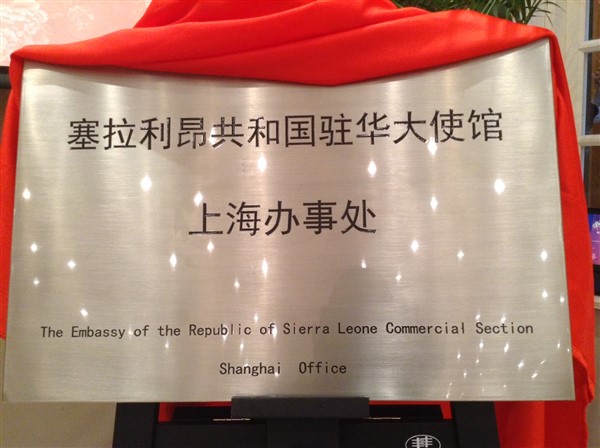 塞拉利昂共和国驻华大使馆
上海办事处
The Embassy of the Republic of Sierra Leone Commercial Section
Shanghai Office